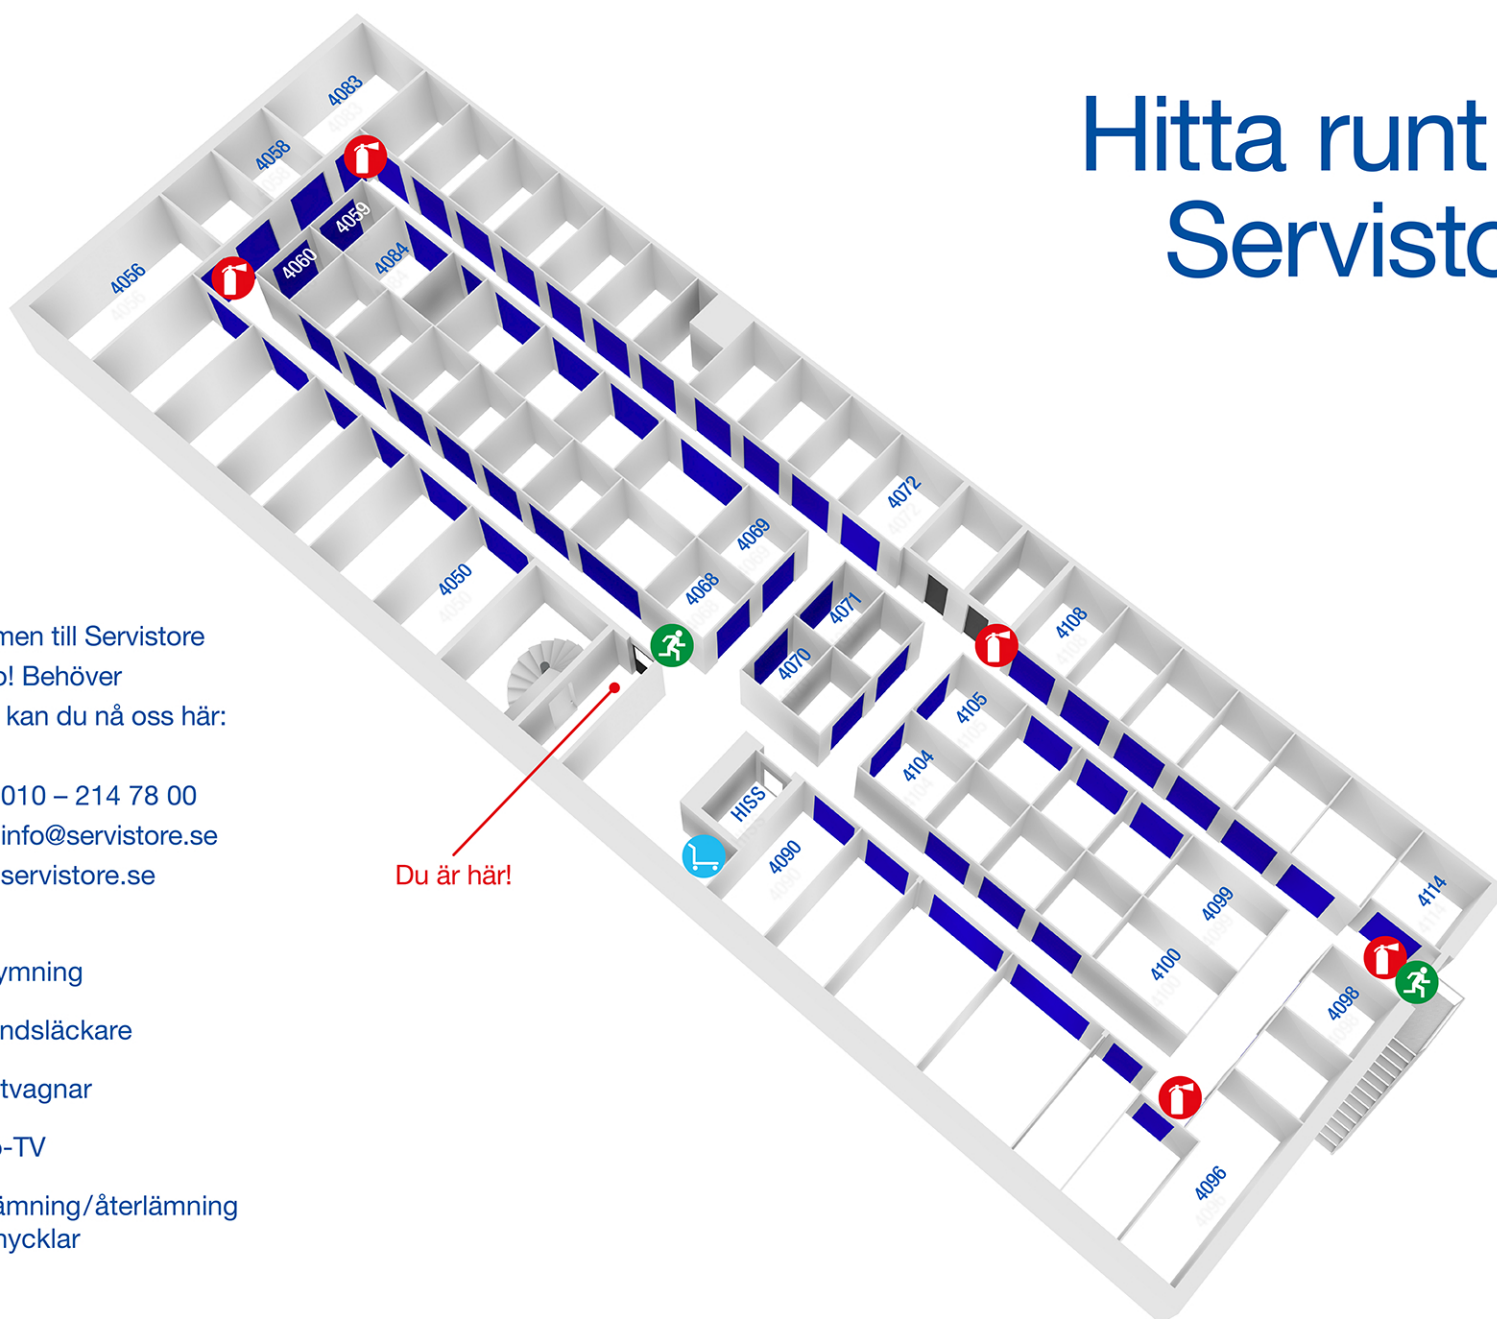 Hitta runt
Servisto
4083
4058
4059
4056
4060
4084
4072
4069
4050
4068
4071
4108
4070
4105
4104
HISS
4090
4099
4114
4100
4098
4096
men till Servistore
o! Behöver
kan du nå oss här:
010 – 214 78 00
info@servistore.se
servistore.se
Du är här!
ymning
ndsläckare
tvagnar
o-TV
ämning/återlämning
nycklar